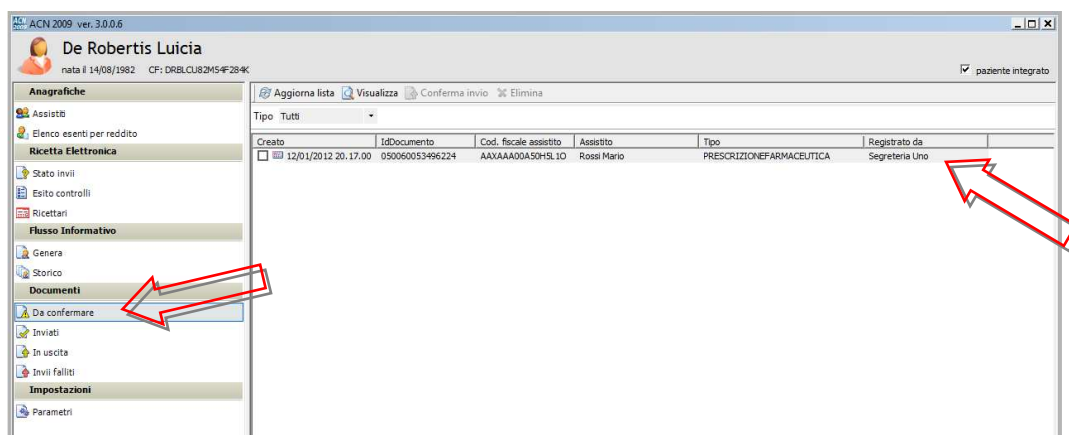 ACN 2009 ver. 3.0.0.6
De Robertis Luicia
nata il 14/08/1982 CF: DRBLCU82M54F284K
paziente integrato
Anagrafiche
Assistiti
Elenco esenti per reddito
Ricetta Elettronica
Stato invii
Esito controlli
Ricettari
Flusso Informativo
Genera
Storico
Documenti
Da confermare
Inviati
In uscita
Invii falliti
Impostazioni
Parametri
Aggiorna lista Visualizza Conferma invio Elimina
Tipo Tutti
Creato IdDocumento Cod. fiscale assistito Assistito Tipo Registrato da
12/01/2012 20.17.00 050060053496224 AAXAAA00A50H5L1O Rossi Mario PRESCRIZIONEFARMACEUTICA Segreteria Uno